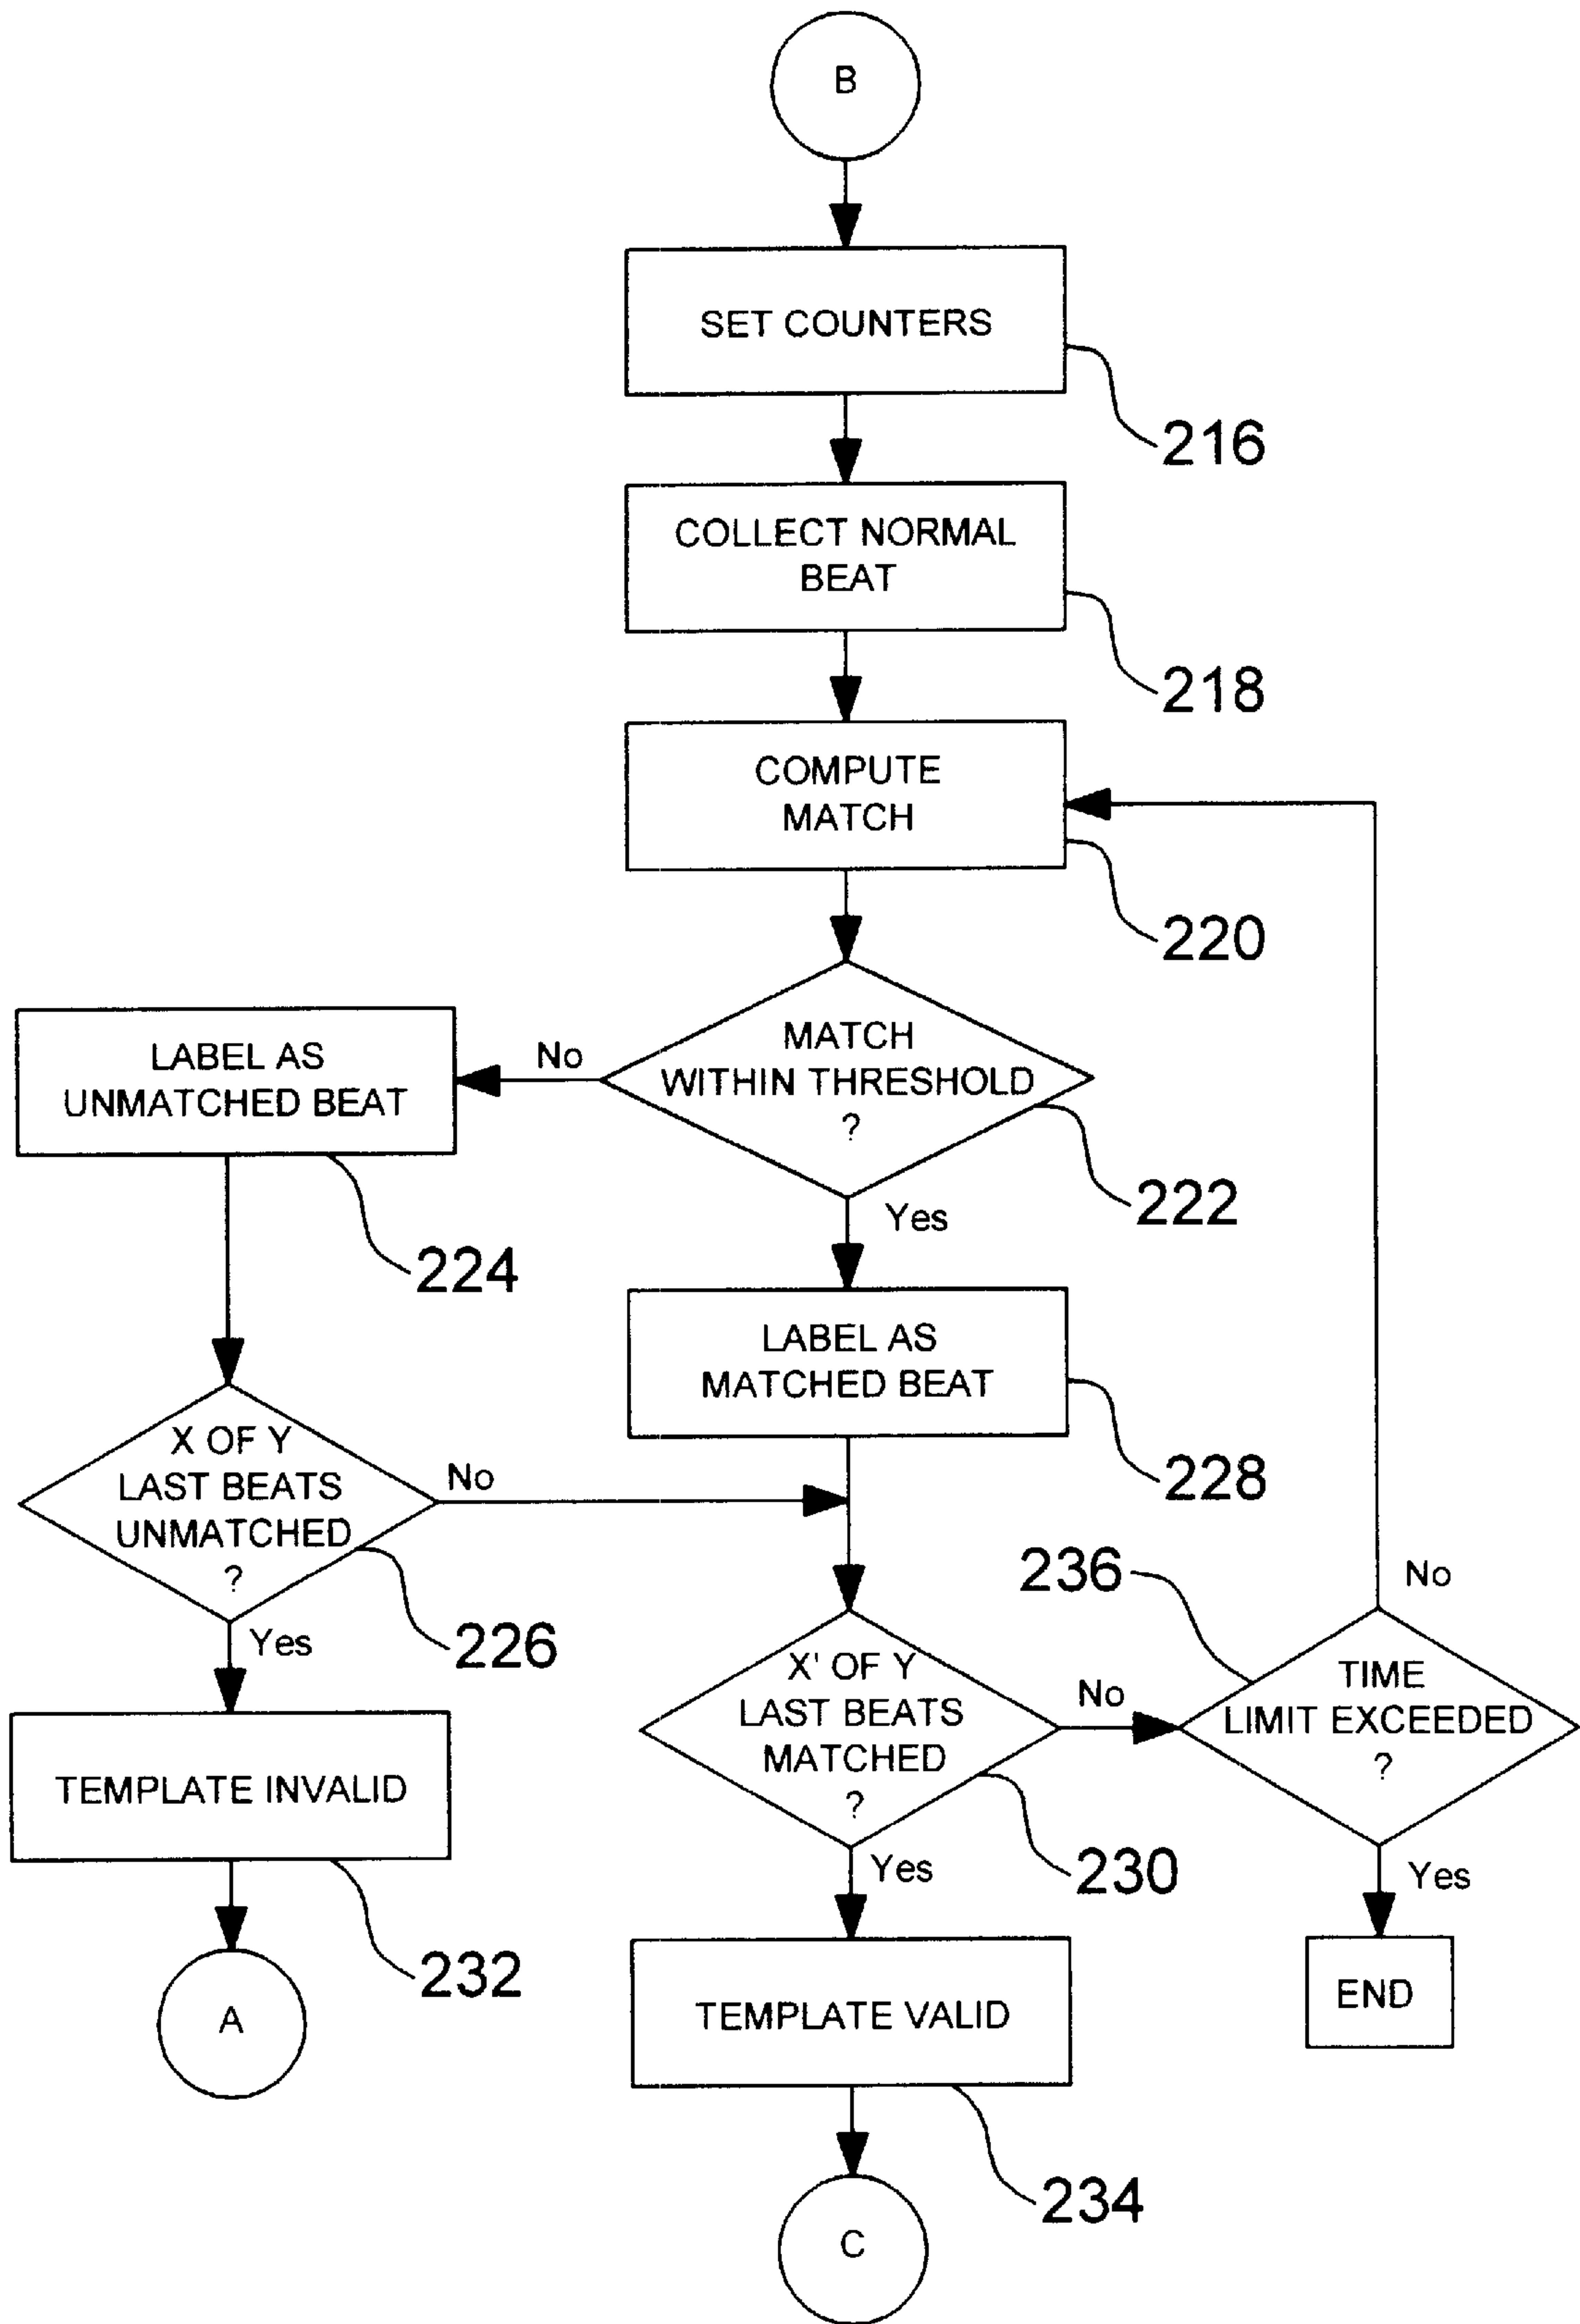 B
SET COUNTERS
216
COLLECT NORMAL
BEAT
218
COMPUTE
MATCH
220
MATCH
WITHIN THRESHOLD
?
222
No
LABEL AS
UNMATCHED BEAT
224
Yes
LABEL AS
MATCHED BEAT
228
X OF Y
LAST BEATS
UNMATCHED
?
226
No
Yes
X' OF Y
LAST BEATS
MATCHED
?
230
No
236
TIME
LIMIT EXCEEDED
?
No
Yes
END
TEMPLATE INVALID
232
A
Yes
TEMPLATE VALID
234
C